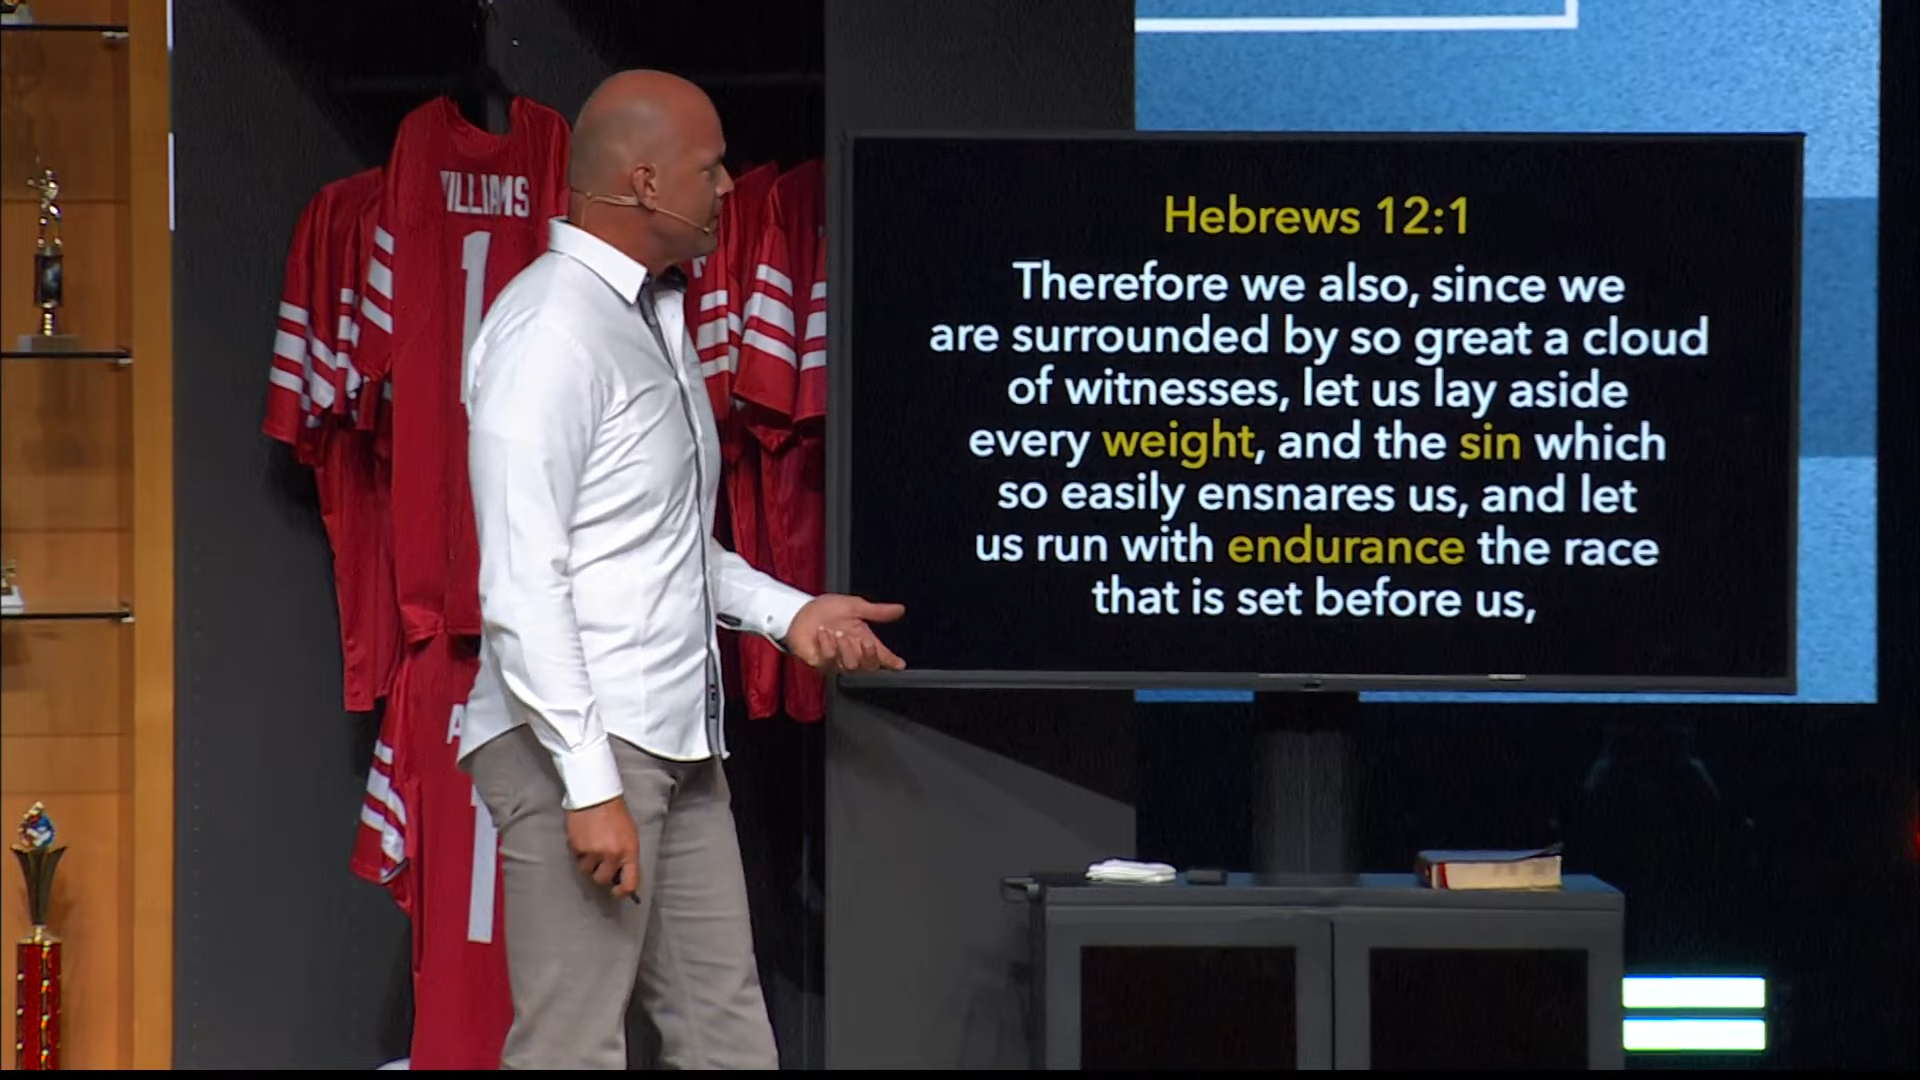 ILLIAMS
1
Hebrews 12:1
Therefore we also, since we
are surrounded by so great a cloud
of witnesses, let us lay aside
every weight, and the sin which
so easily ensnares us, and let
us run with endurance the race
that is set before us,
A
1